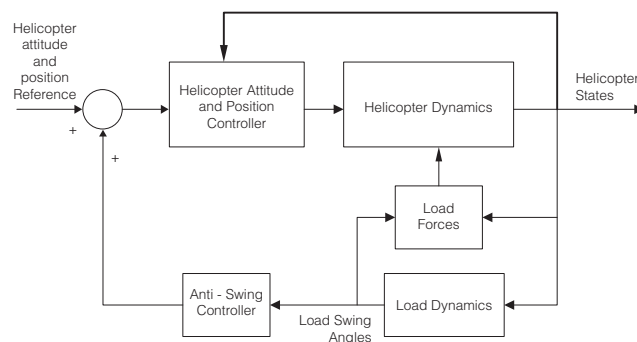 Helicopter
attitude
and
position
Reference
+
+
Helicopter Attitude
and Position
Controller
Helicopter Dynamics
Helicopter
States
Load
Forces
Anti - Swing
Controller
Load Swing
Angles
Load Dynamics